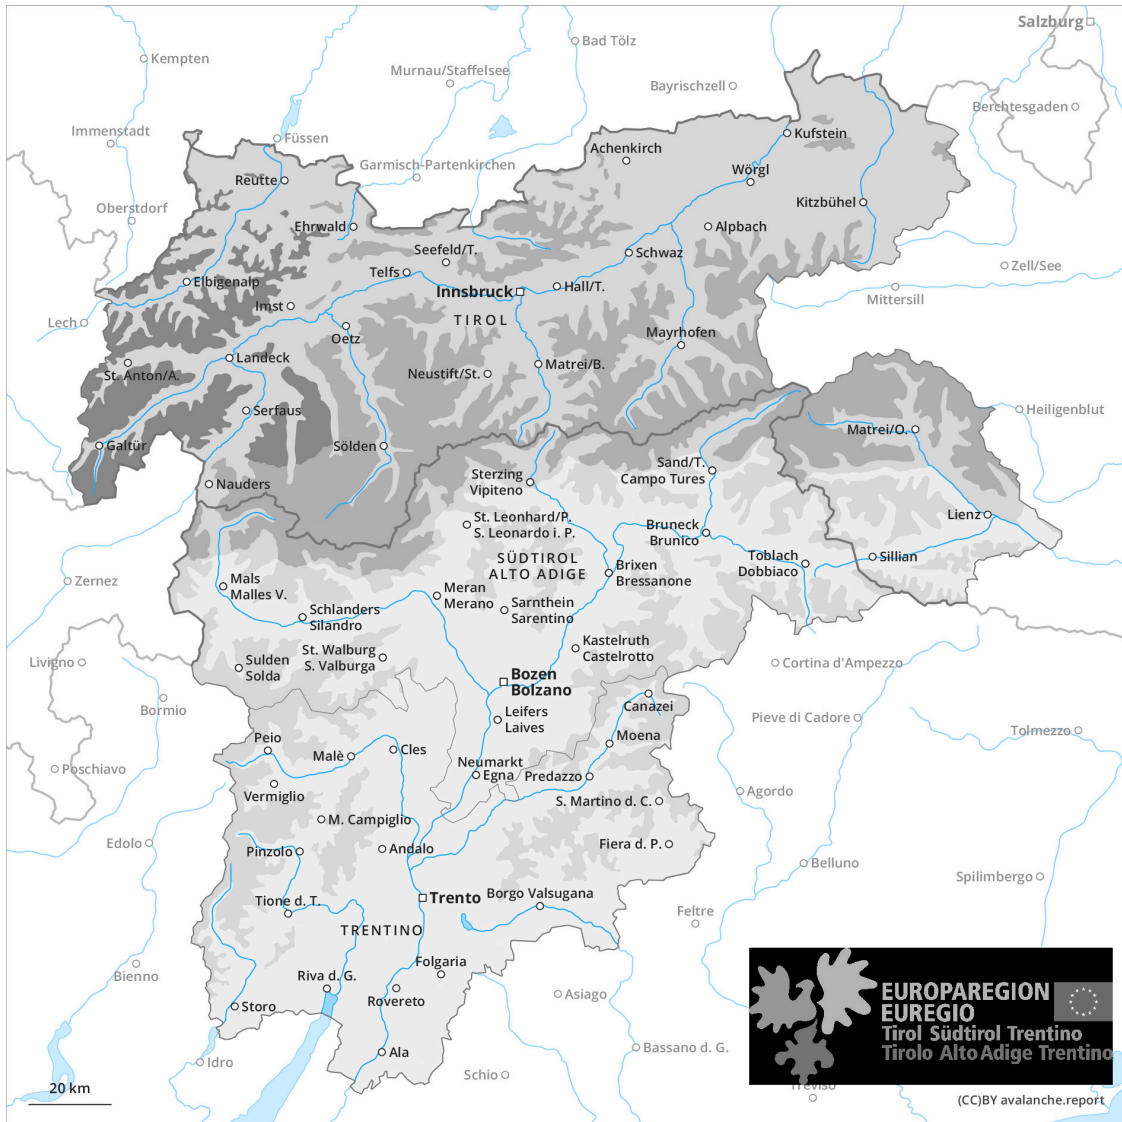 Salzburg
Bad Tölz
Kempten
Murnau/Staffelsee
Bayrischzell
Berchtesgaden
Immenstadt
Füssen
Kufstein
Achenkirch
Garmisch-Partenkirchen
Wörgl
Reutte
Oberstdorf
Kitzbühel
Ehrwald
Alpbach
Seefeld/T.
Schwaz
Telfs
Zell/See
Elbigenalp
Hall/T.
Innsbruck
Mittersill
Imst
TIROL
Lech
Oetz
Mayrhofen
Landeck
Matrei/B.
St. Anton/A.
Neustift/St.
Serfaus
Heiligenblut
Matrei/O.
Galtür
Sölden
Sand/T.
Campo Tures
Sterzing
Vipiteno
Nauders
St. Leonhard/P.
S. Leonardo i. P.
Lienz
Bruneck
Brunico
SÜDTIROL
ALTO ADIGE
Toblach
Dobbiaco
Sillian
Brixen
Bressanone
Zernez
Mals
Malles V.
Meran
Merano
Sarnthein
Sarentino
Schlanders
Silandro
Kastelruth
Castelrotto
St. Walburg
S. Valburga
Livigno
Sulden
Solda
Cortina d'Ampezzo
Bozen
Bolzano
Bormio
Canazei
Leifers
Laives
Pieve di Cadore
Tolmezzo
Peio
Moena
Malè
Cles
Neumarkt
Egna
Predazzo
Poschiavo
Vermiglio
Agordo
S. Martino d. C.
M. Campiglio
Edolo
Fiera d. P.
Pinzolo
Andalo
Belluno
Spilimbergo
Borgo Valsugana
Trento
Tione d. T.
Feltre
TRENTINO
Folgaria
Bienno
Riva d. G.
Rovereto
Asiago
Storo
EUROPAREGION
EUREGIO
Tirol Südtirol Trentino
Tirolo Alto Adige Trentino
Ala
Bassano d. G.
Idro
Schio
Treviso
20 km
(CC)BY avalanche.report